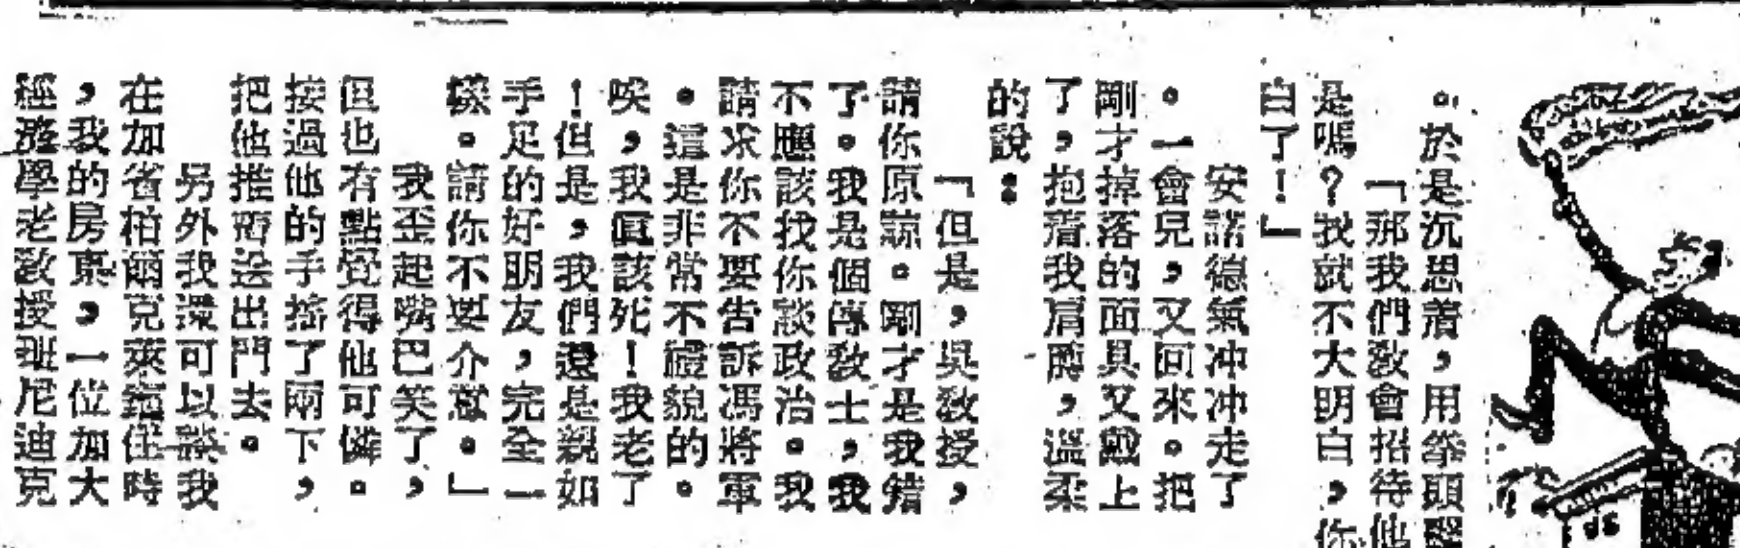 。於是沉思着，用拳頭
「那我們敎會招待他
是嗎？我就不大明白，你
白了！」
安諾德氣冲冲走了
。一會兒，又回來。把
剛才掉落的面具又戴上
了，抱着我肩膊，溫柔
的說：
「但是，吳敎授，
請你原諒。剛才是我錯
了。我是個傳敎士，我
不應該找你談政治。我
請求你不要告訴馮將軍
。這是非常不禮貌的。
唉，我眞該死！我老了
！但是，我們還是親如
手足的好朋友，完全一
樣。請你不要介意。」
我歪起嘴巴笑了，
但也有點覺得他可憐。
接過他的手搖了兩下，
把他推着送出門去。
另外我還可以談我
在加省柏爾克萊鎮住時
，我的房東，一位加大
經濟學老敎授班尼迪克